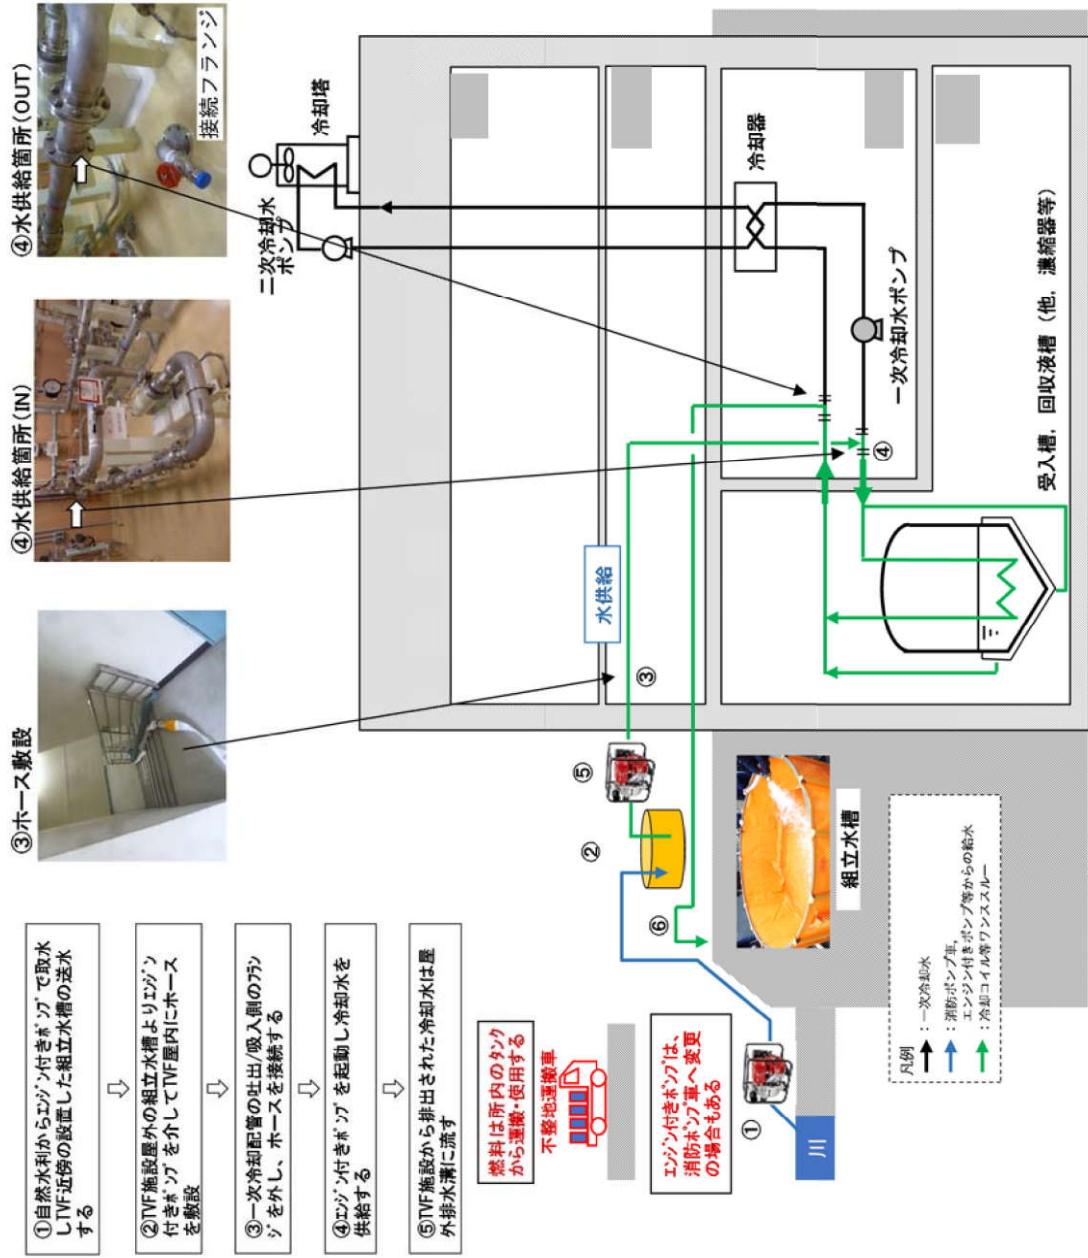 ①自然水利からエンジン付きポンプで取水
しTVF近傍の設置した組立水槽の送水
する
②TVF施設屋外の組立水槽よりエンジン
付きポンプを介してTVF屋内にホース
を敷設
③一次冷却配管の吐出/吸入側のフラン
ジを外し、ホースを接続する
④エンジン付きポンプを起動し冷却水を
供給する
⑤TVF施設から排出された冷却水は屋
外排水溝に流す
燃料は所内のタンク
から運搬・使用する
不整地運搬車
エンジン付きポンプは、
消防ポンプ車へ変更
の場合もある
①
川
③ホース敷設
④水供給箇所(IN)
④水供給箇所(OUT)
接続フランジ
二次冷却水
ポンプ
冷却塔
水供給
③
⑤
②
⑥
冷却器
一次冷却水ポンプ
④
受入槽，回収液槽（他，濃縮器等）
組立水槽
凡例
：一次冷却水
：消防ポンプ車,
エンジン付きポンプ等からの給水
：冷却コイル等ワンススルー